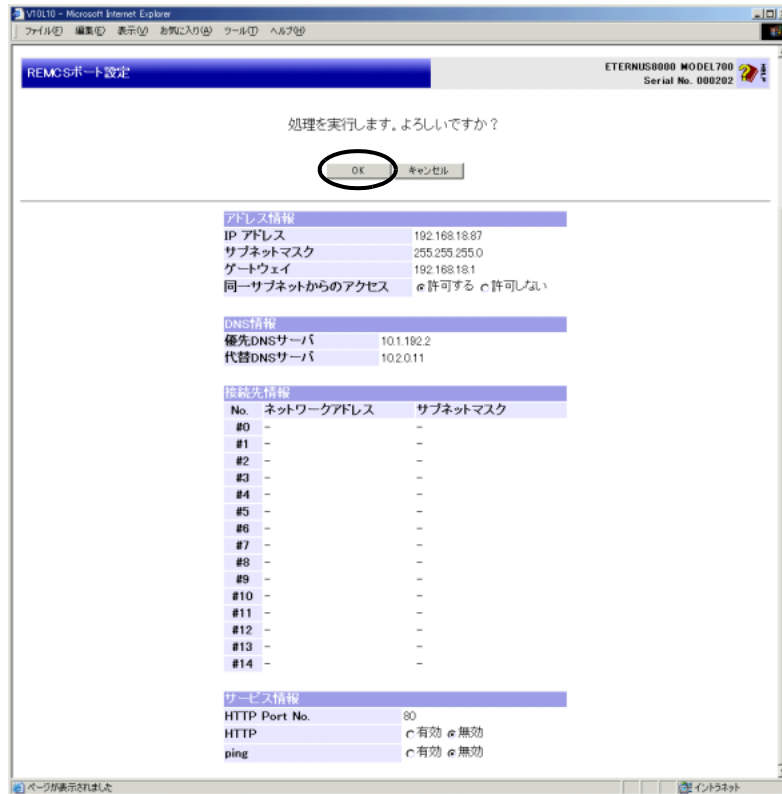 V10L10 - Microsoft Internet Explorer
ファイル(F) 編集(E) 表示(V) お気に入り(A) ツール(T) ヘルプ(H)
REMCSポート設定
ETERNUS8000 MODEL700
Serial No. 000202
処理を実行します。よろしいですか?
OK キャンセル
アドレス情報
IP アドレス 192.168.18.87
サブネットマスク 255.255.255.0
ゲートウェイ 192.168.18.1
同一サブネットからのアクセス 許可する 許可しない
DNS情報
優先DNSサーバ 10.1.192.2
代替DNSサーバ 10.2.0.11
接続先情報
No. ネットワークアドレス サブネットマスク
#0 - -
#1 - -
#2 - -
#3 - -
#4 - -
#5 - -
#6 - -
#7 - -
#8 - -
#9 - -
#10 - -
#11 - -
#12 - -
#13 - -
#14 - -
サービス情報
HTTP Port No. 80
HTTP 有効 無効
ping 有効 無効
ページが表示されました イントラネット